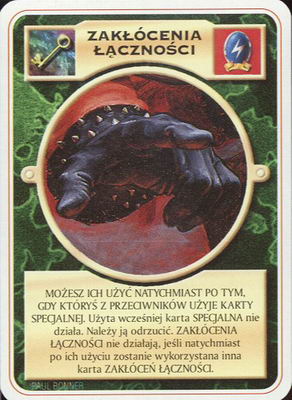 ZAKŁÓCENIA
ŁĄCZNOŚCI
MOŻESZ ICH UŻYĆ NATYCHMIAST PO TYM,
GDY KTÓRYŚ Z PRZECIWNIKÓW UŻYJE KARTY
SPECJALNEJ. Użyta wcześniej karta SPECJALNA nie
działa. Należy ją odrzucić. ZAKŁÓCENIA
ŁĄCZNOŚCI nie działają, jeśli natychmiast
po ich użyciu zostanie wykorzystana inna
karta ZAKŁÓCEŃ ŁĄCZNOŚCI.
PAUL BONNER